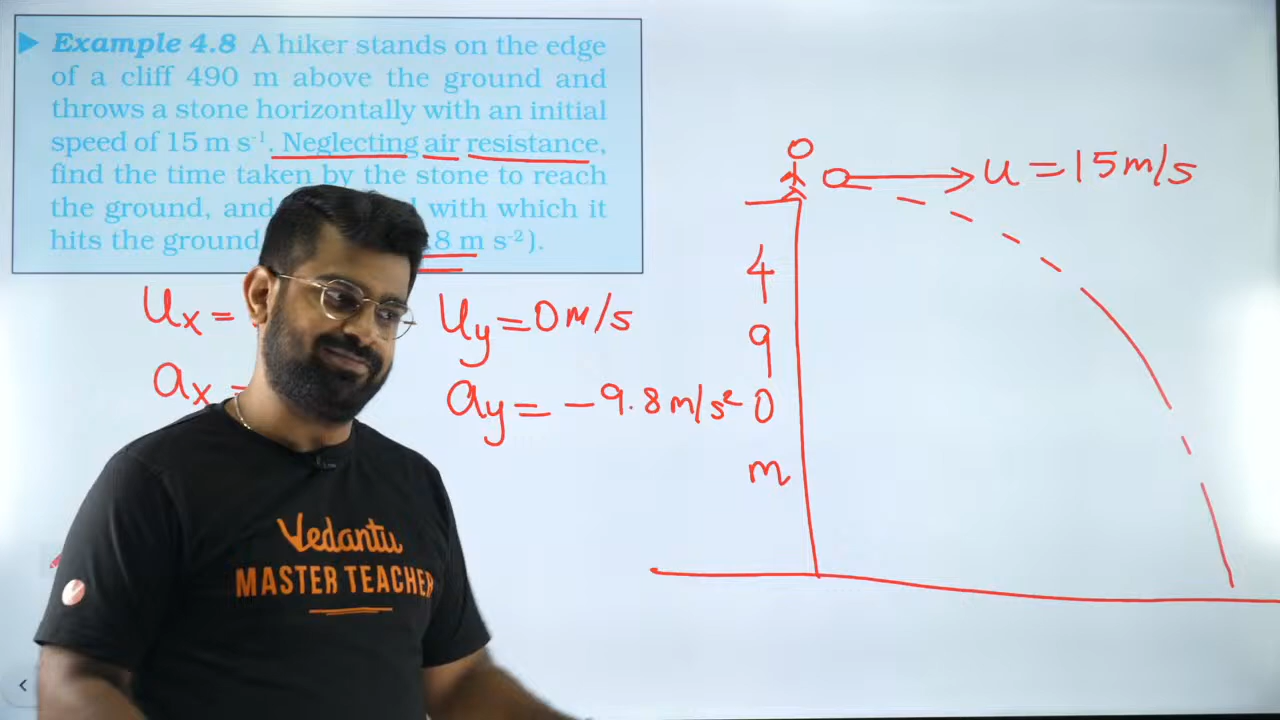 Example 4.8 A hiker stands on the edge
of a cliff 490 m above the ground and
throws a stone horizontally with an initial
speed of 15 m s⁻¹. Neglecting air resistance,
find the time taken by the stone to reach
the ground, and with which it
hits the ground 8 m s⁻²).
u = 15 m/s
uₓ =
u_y = 0 m/s
aₓ =
a_y = -9.8 m/s²
4
9
0
m
Vedantu
MASTER TEACHER